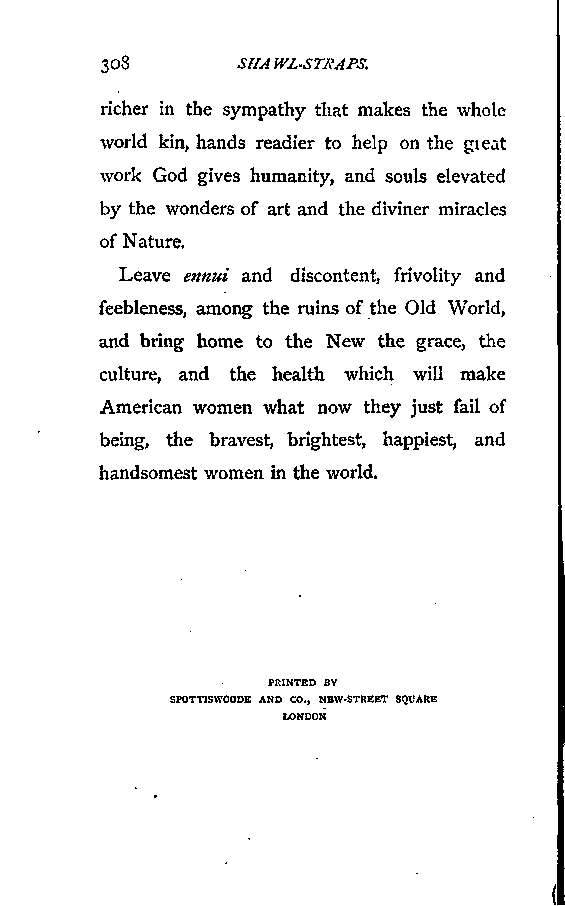 308 SHAWL-STRAPS.
richer in the sympathy that makes the whole
world kin, hands readier to help on the great
work God gives humanity, and souls elevated
by the wonders of art and the diviner miracles
of Nature.
Leave ennui and discontent, frivolity and
feebleness, among the ruins of the Old World,
and bring home to the New the grace, the
culture, and the health which will make
American women what now they just fail of
being, the bravest, brightest, happiest, and
handsomest women in the world.
PRINTED BY
SPOTTISWOODE AND CO., NEW-STREET SQUARE
LONDON